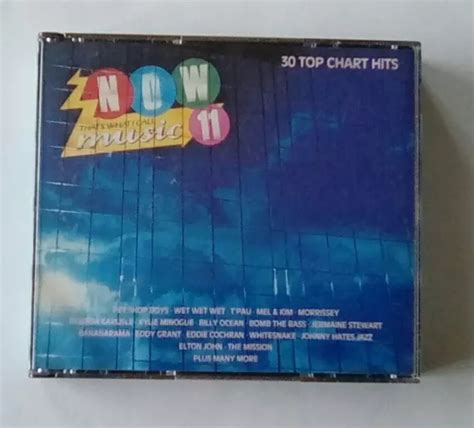 30 TOP CHART HITS
NOW
THAT'S WHAT I CALL
music 11
PET SHOP BOYS · WET WET WET · T'PAU · MEL & KIM · MORRISSEY
BELINDA CARLISLE · KYLIE MINOGUE · BILLY OCEAN · BOMB THE BASS · JERMAINE STEWART
BANANARAMA · EDDY GRANT · EDDIE COCHRAN · WHITESNAKE · JOHNNY HATES JAZZ
ELTON JOHN · THE MISSION
PLUS MANY MORE